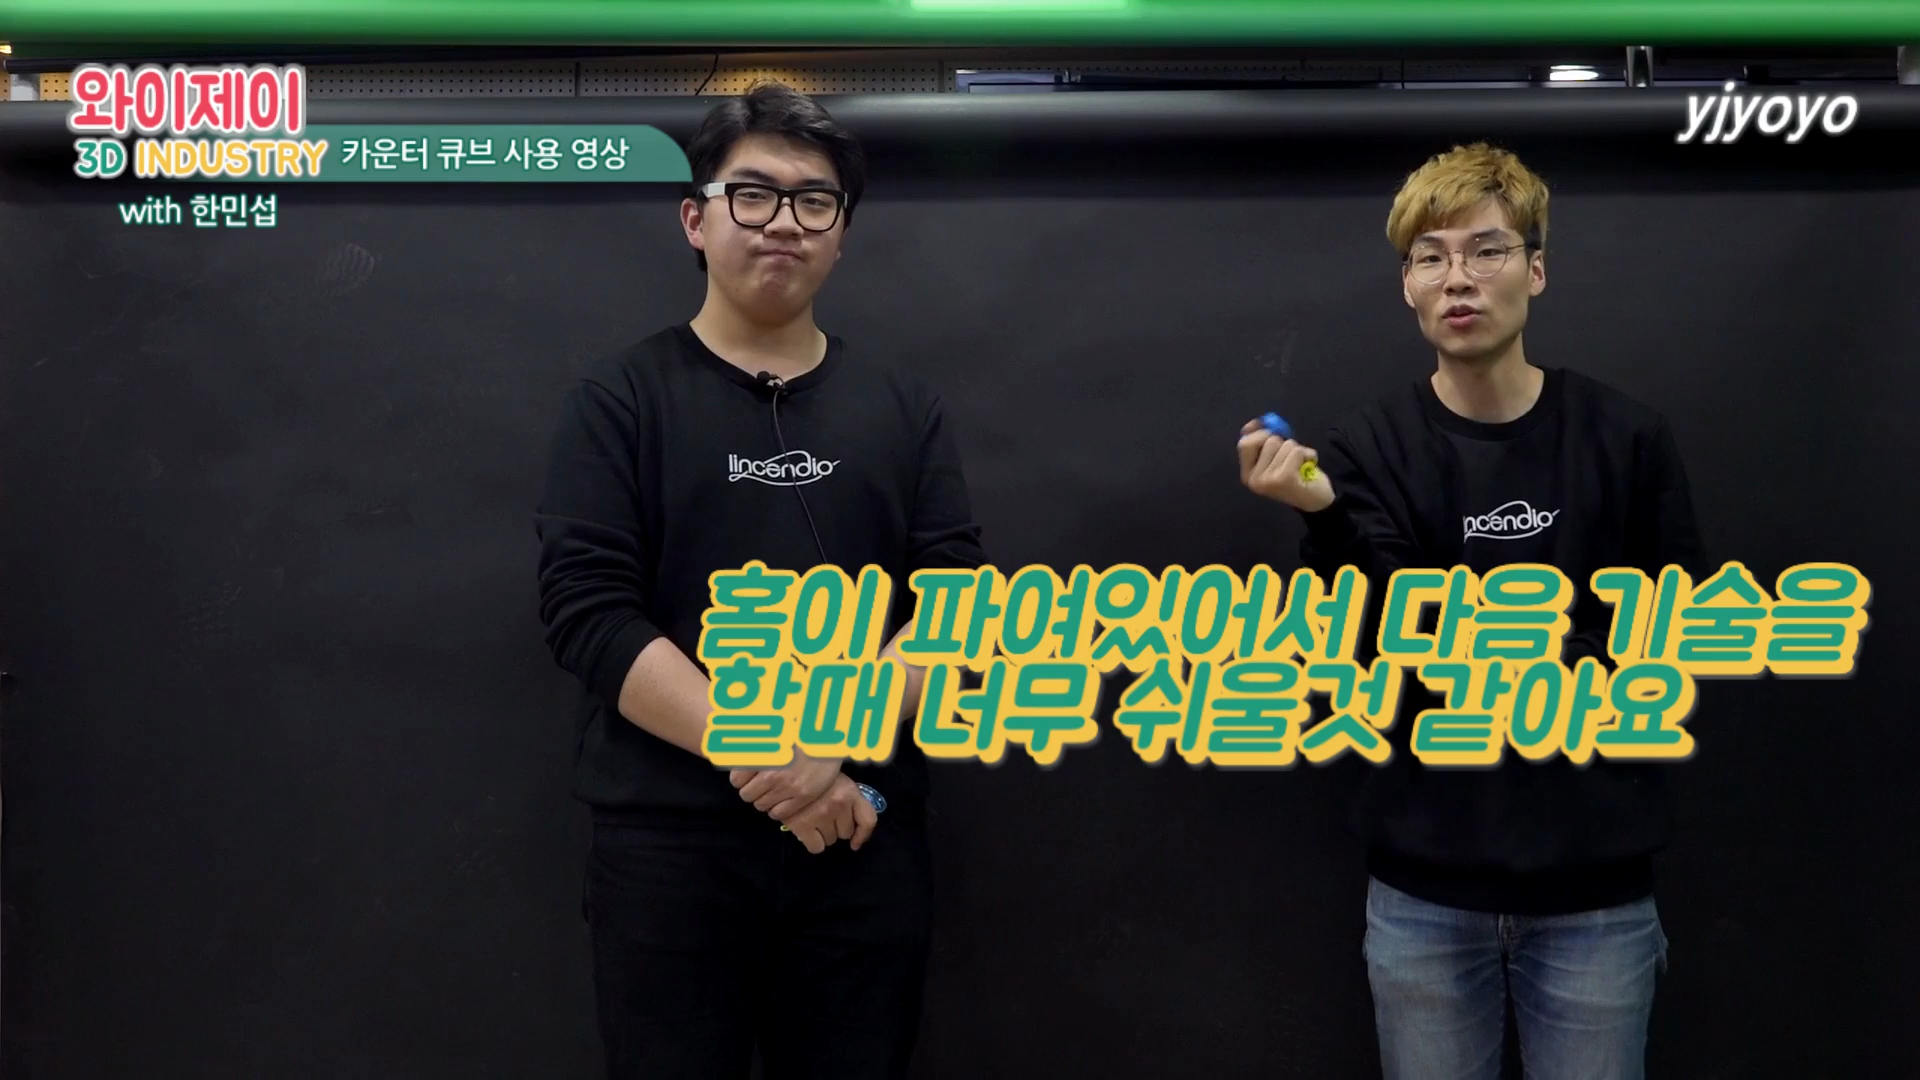 와이제이
3D INDUSTRY 카운터 큐브 사용 영상
with 한민섭
yjyoyo
lincendio
incendio
홈이 파여있어서 다음 기술을
할때 너무 쉬울것 같아요